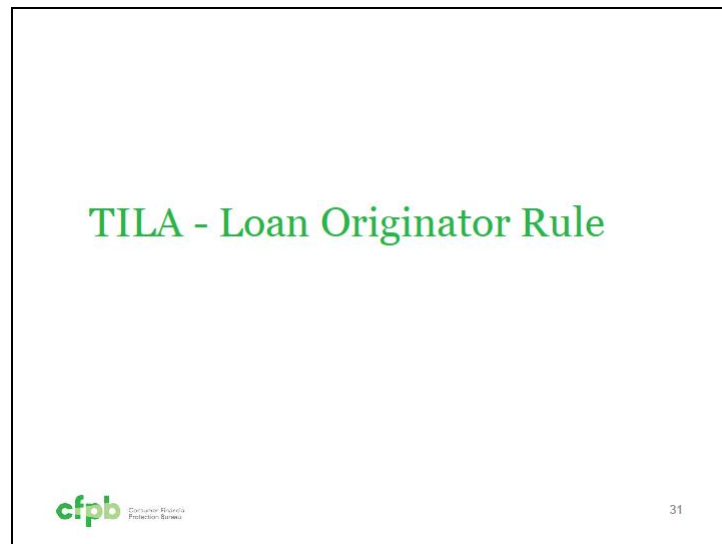 TILA - Loan Originator Rule
cfpb Consumer Financial
Protection Bureau
31